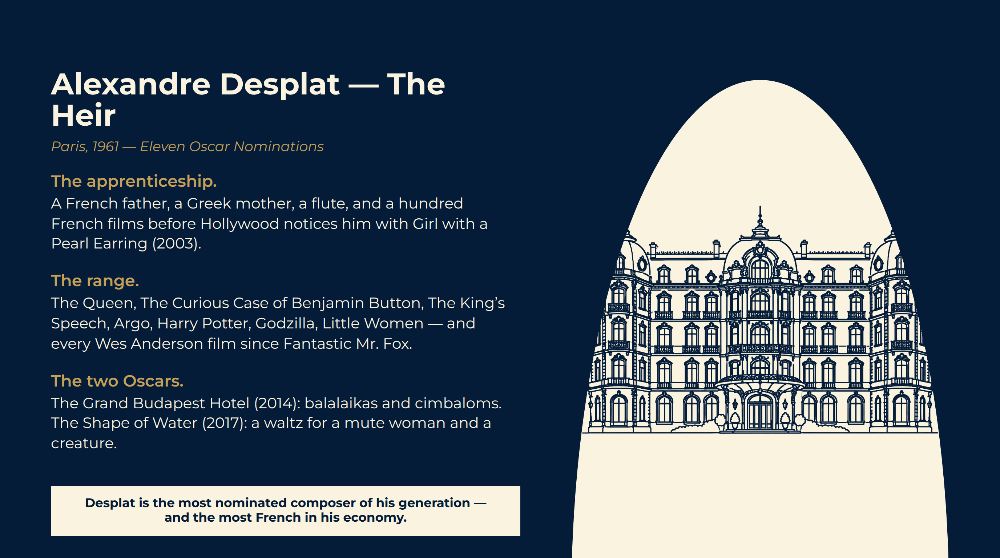 Alexandre Desplat — The
Heir
Paris, 1961 — Eleven Oscar Nominations
The apprenticeship.
A French father, a Greek mother, a flute, and a hundred
French films before Hollywood notices him with Girl with a
Pearl Earring (2003).
The range.
The Queen, The Curious Case of Benjamin Button, The King’s
Speech, Argo, Harry Potter, Godzilla, Little Women — and
every Wes Anderson film since Fantastic Mr. Fox.
The two Oscars.
The Grand Budapest Hotel (2014): balalaikas and cimbaloms.
The Shape of Water (2017): a waltz for a mute woman and a
creature.
Desplat is the most nominated composer of his generation —
and the most French in his economy.